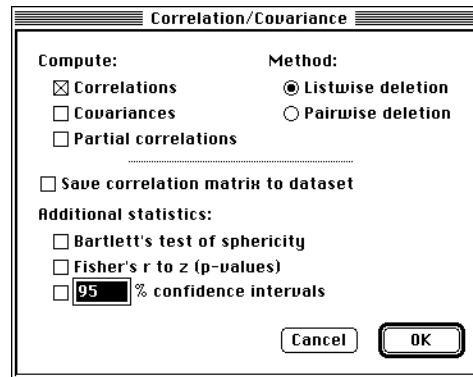 Correlation/Covariance
Compute: Method:
Correlations Listwise deletion
Covariances Pairwise deletion
Partial correlations
Save correlation matrix to dataset
Additional statistics:
Bartlett's test of sphericity
Fisher's r to z (p-values)
95 % confidence intervals
Cancel OK